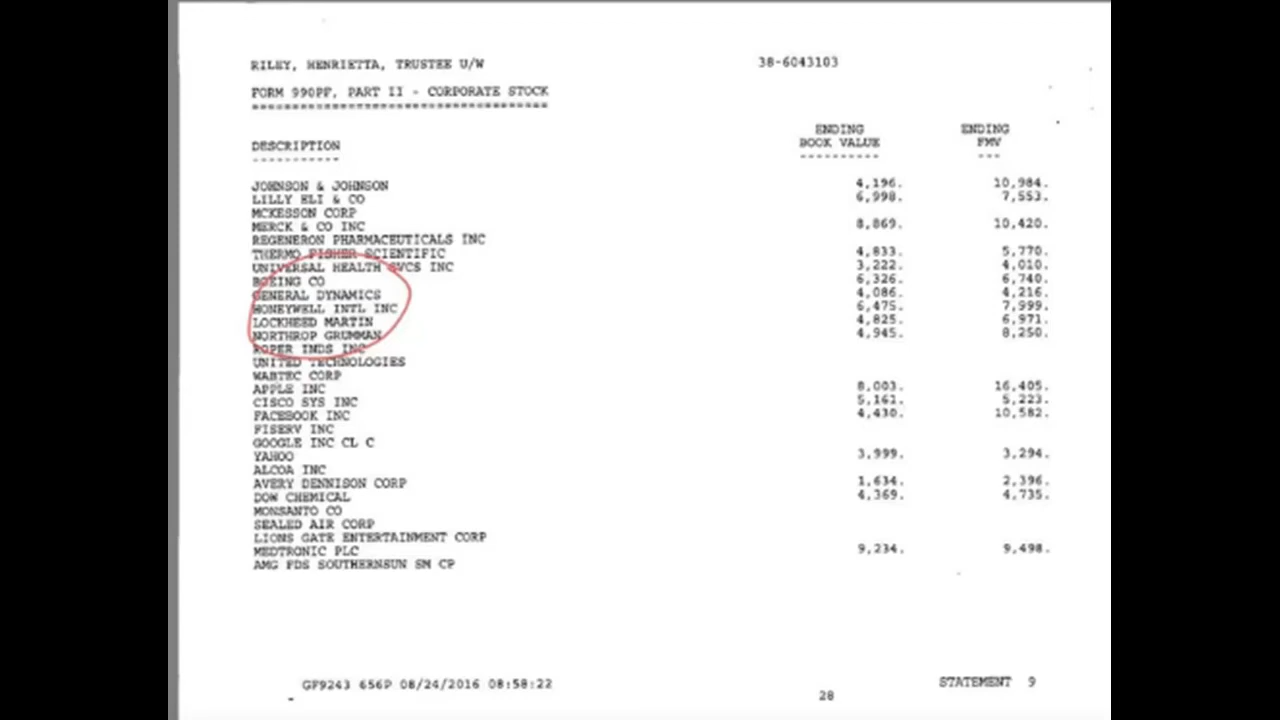 RILEY, HENRIETTA, TRUSTEE U/W 38-6043103
FORM 990PF, PART II - CORPORATE STOCK
====================================
ENDING ENDING
DESCRIPTION BOOK VALUE FMV
----------- ---------- ---
JOHNSON & JOHNSON 4,196. 10,984.
LILLY ELI & CO 6,998. 7,553.
MCKESSON CORP
MERCK & CO INC 8,869. 10,420.
REGENERON PHARMACEUTICALS INC
THERMO FISHER SCIENTIFIC 4,833. 5,770.
UNIVERSAL HEALTH SVCS INC 3,222. 4,010.
BOEING CO 6,326. 6,740.
GENERAL DYNAMICS 4,086. 4,216.
HONEYWELL INTL INC 6,475. 7,999.
LOCKHEED MARTIN 4,825. 6,971.
NORTHROP GRUMMAN 4,945. 8,250.
ROPER INDS INC
UNITED TECHNOLOGIES
WABTEC CORP
APPLE INC 8,003. 16,405.
CISCO SYS INC 5,161. 5,223.
FACEBOOK INC 4,430. 10,582.
FISERV INC
GOOGLE INC CL C
YAHOO 3,999. 3,294.
ALCOA INC
AVERY DENNISON CORP 1,634. 2,396.
DOW CHEMICAL 4,369. 4,735.
MONSANTO CO
SEALED AIR CORP
LIONS GATE ENTERTAINMENT CORP
MEDTRONIC PLC 9,234. 9,498.
AMG FDS SOUTHERNSUN SM CP
GF9243 656P 08/24/2016 08:58:22 STATEMENT 9
28